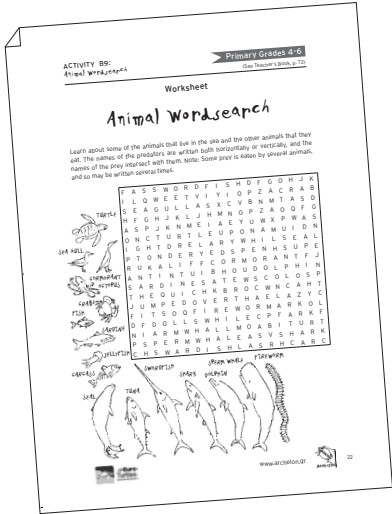 ACTIVITY B9:
Animal Wordsearch
Primary Grades 4-6
(See Teacher's Book, p.72)
Worksheet
Animal Wordsearch
Learn about some of the animals that live in the sea and the other animals that they
eat. The names of the predators are written both horizontally or vertically, and the
names of the prey intersect with them. Note: Some prey is eaten by several animals,
and so may be written several times.
F A S S W O R D F I S H D F G O H J K
I L Q W E E T Y I Y I O P Z A C R A B
S E A G U L L A S X C V B N M T A S D
H F G H J K L J H M N O P Z A Q O F G
A S P J K N M E I A E Y U W X P W A S
O N C T U R T L E U P O N A M U I D N
I G H T D R E L A R Y W H I L S E A L
P T O N D E R Y E D S P E N H S U P E
R U K A L I F F C O R M O R A N T F J
A N T I N T U I B H O U D O L P H I N
S A R D I N E S A T E W S C O L O S P
T H E Q U I C H K B R O C W N C A H T
J U M P E D O V E R T H A E L A Z Y C
F I T S O Q F I R E W O R M A R K O L
D F D O L L S W H I L E C P F A R K F
N I A R M W H A L L M O A B I T U R T
P S P E R M W H A L E A S V S H A R K
C H S W A R D I S H L A S R H C A R C
TURTLE
SEA GULL
CORMORANT
OCTOPUS
CRAB
FISH
SARDINE
JELLYFISH
CARCASS
SWORDFISH
SPERM WHALE
FIREWORM
SEAL
TUNA
SHARK
DOLPHIN
www.archelon.gr
22